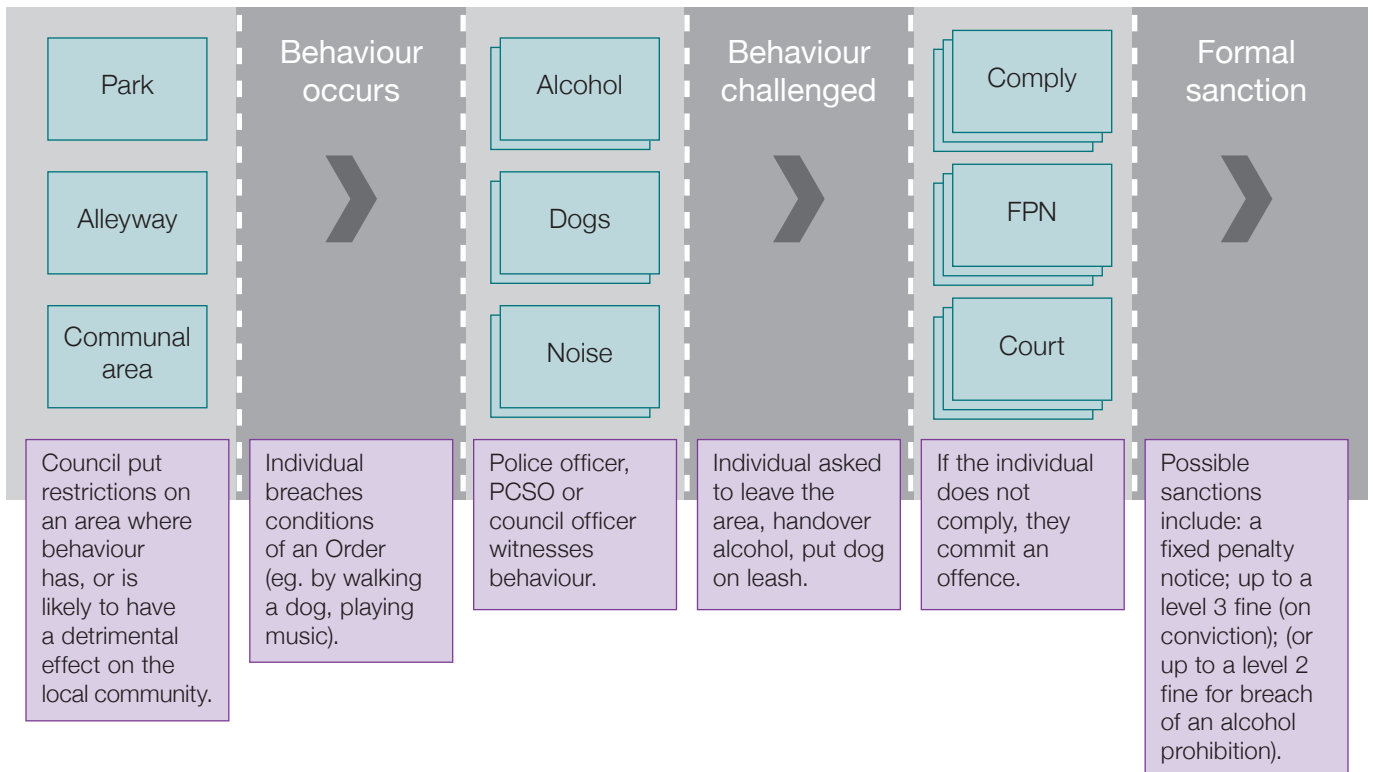 Park
Alleyway
Communal
area
Council put
restrictions on
an area where
behaviour
has, or is
likely to have
a detrimental
effect on the
local community.
Behaviour
occurs
Individual
breaches
conditions
of an Order
(eg. by walking
a dog, playing
music).
Alcohol
Dogs
Noise
Police officer,
PCSO or
council officer
witnesses
behaviour.
Behaviour
challenged
Individual asked
to leave the
area, handover
alcohol, put dog
on leash.
Comply
FPN
Court
If the individual
does not
comply, they
commit an
offence.
Formal
sanction
Possible
sanctions
include: a
fixed penalty
notice; up to a
level 3 fine (on
conviction); (or
up to a level 2
fine for breach
of an alcohol
prohibition).